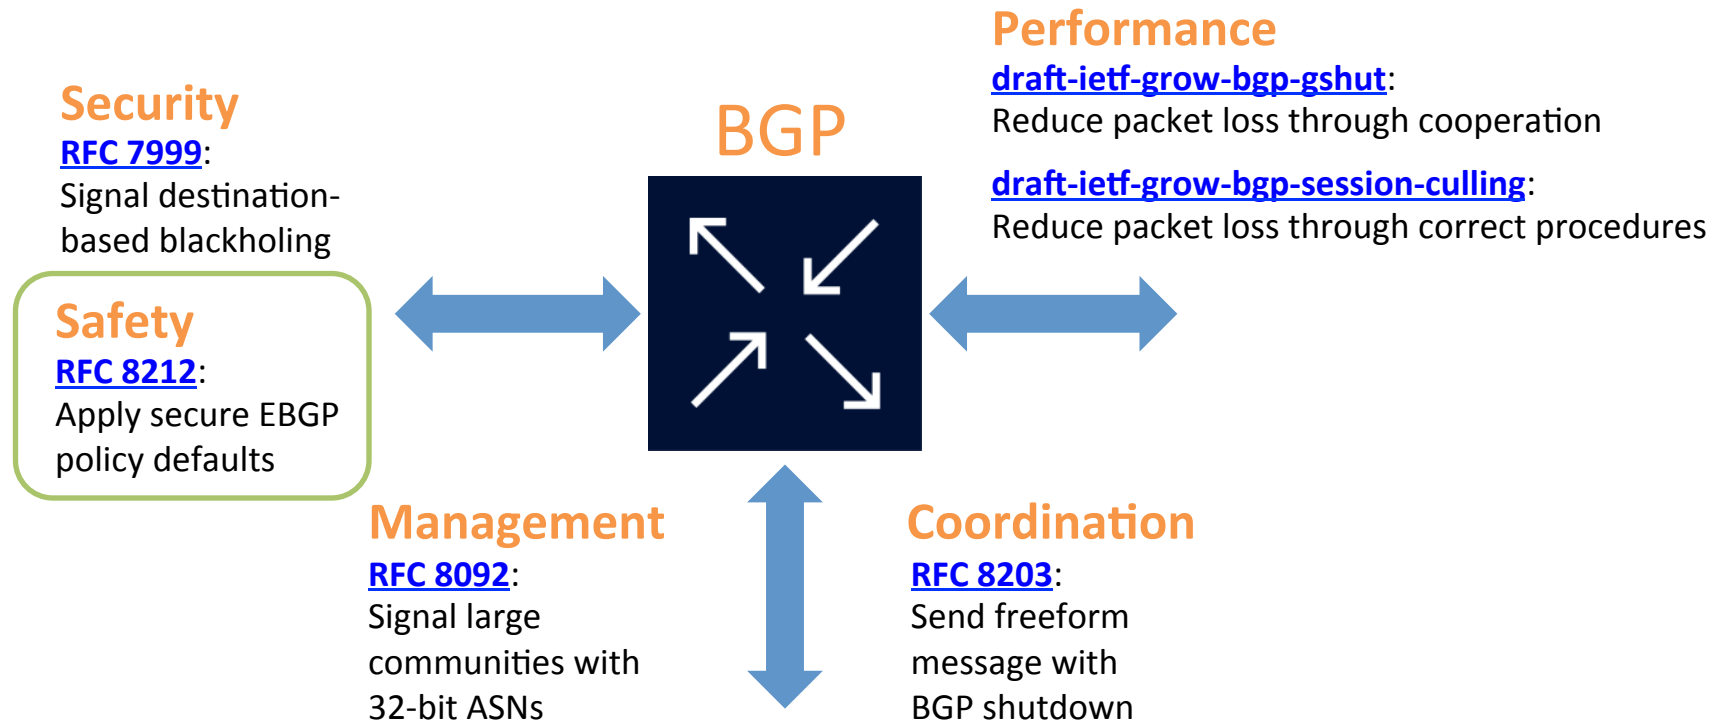 Security
RFC 7999:
Signal destination-
based blackholing
Safety
RFC 8212:
Apply secure EBGP
policy defaults
BGP
Performance
draft-ietf-grow-bgp-gshut:
Reduce packet loss through cooperation
draft-ietf-grow-bgp-session-culling:
Reduce packet loss through correct procedures
Management
RFC 8092:
Signal large
communities with
32-bit ASNs
Coordination
RFC 8203:
Send freeform
message with
BGP shutdown